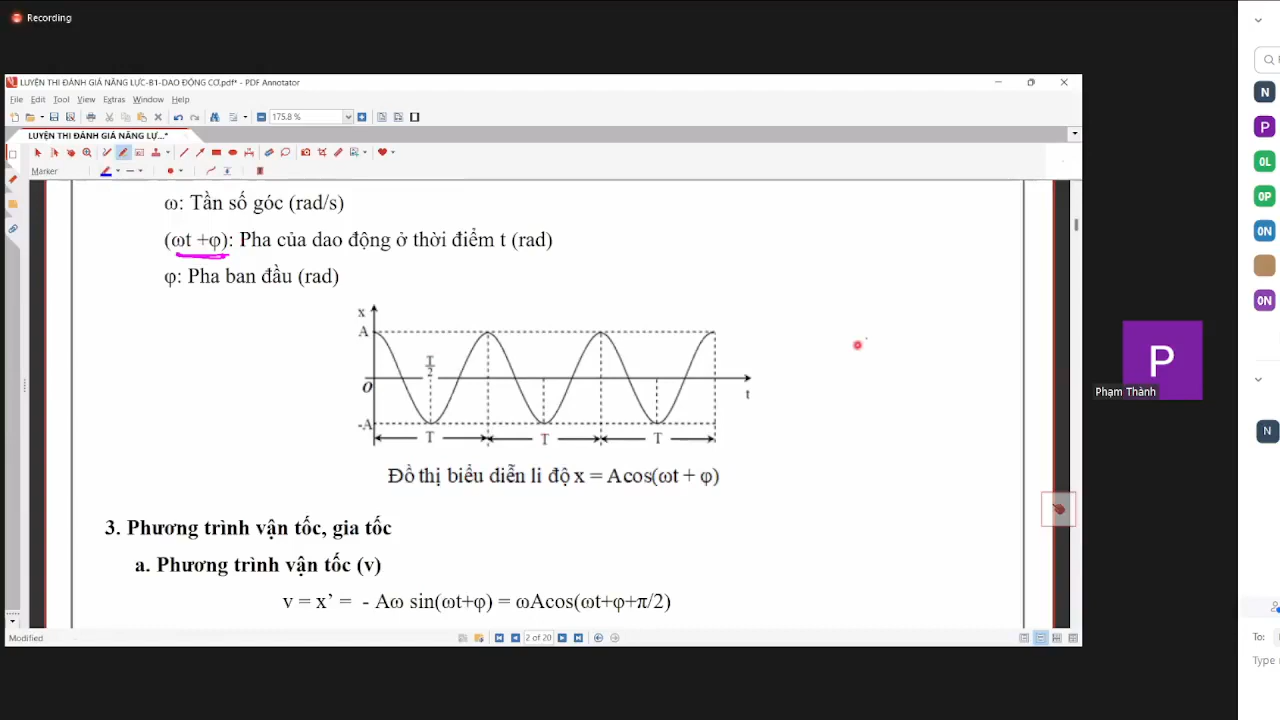 Recording
LUYỆN THI ĐÁNH GIÁ NĂNG LỰC-B1-DAO ĐỘNG CƠ.pdf* - PDF Annotator
File Edit Tool View Extras Window Help
175.8 %
LUYỆN THI ĐÁNH GIÁ NĂNG LỰ...*
Marker
ω: Tần số góc (rad/s)
(ωt +φ): Pha của dao động ở thời điểm t (rad)
φ: Pha ban đầu (rad)
x
A
T
2
O
t
-A
T T T
Đồ thị biểu diễn li độ x = Acos(ωt + φ)
3. Phương trình vận tốc, gia tốc
a. Phương trình vận tốc (v)
v = x’ = - Aω sin(ωt+φ) = ωAcos(ωt+φ+π/2)
Modified
2 of 20
P
Phạm Thành
N
P
0L
0P
0N
0N
N
To:
Type